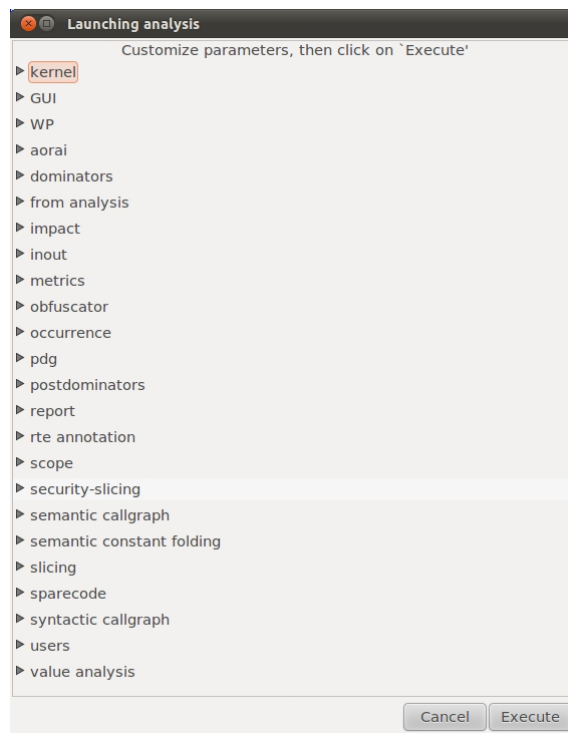 Launching analysis
Customize parameters, then click on `Execute'
kernel
GUI
WP
aorai
dominators
from analysis
impact
inout
metrics
obfuscator
occurrence
pdg
postdominators
report
rte annotation
scope
security-slicing
semantic callgraph
semantic constant folding
slicing
sparecode
syntactic callgraph
users
value analysis
Cancel Execute